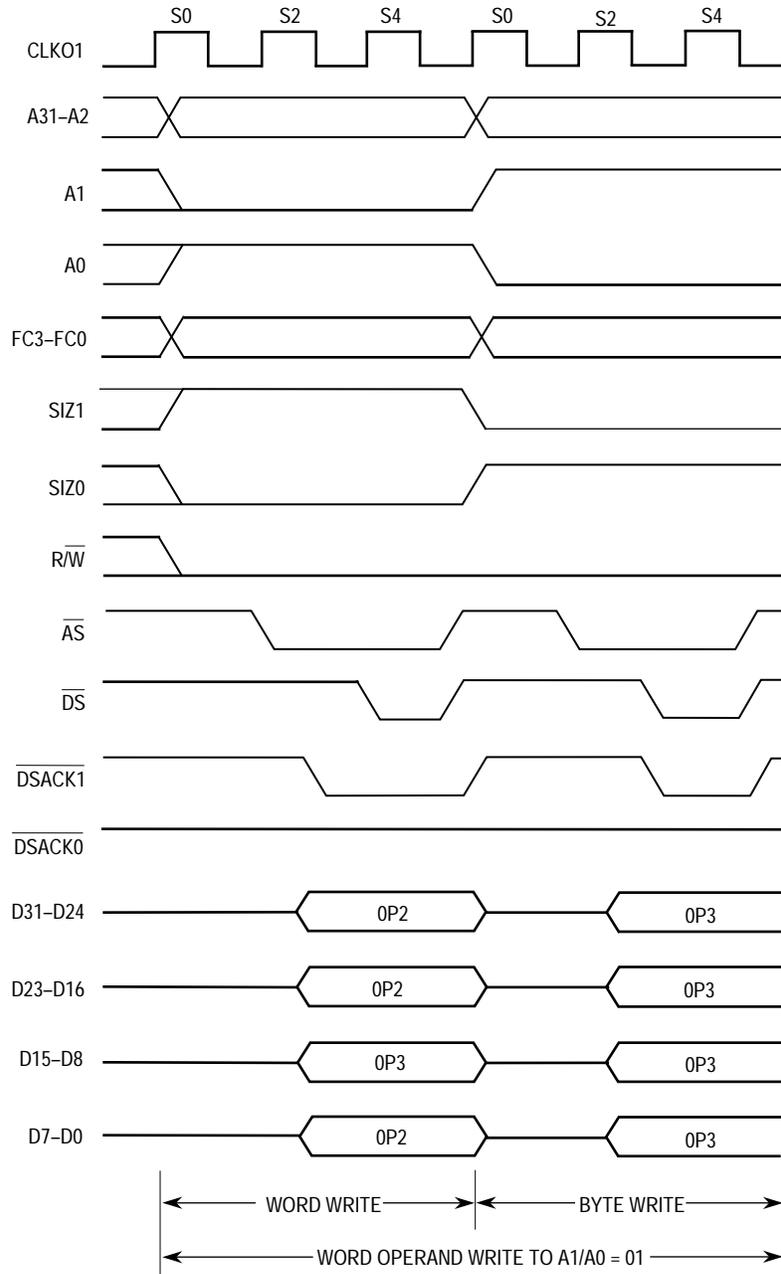 S0 S2 S4 S0 S2 S4
CLKO1
A31–A2
A1
A0
FC3–FC0
SIZ1
SIZ0
R/W
AS
DS
DSACK1
DSACK0
D31–D24 0P2 0P3
D23–D16 0P2 0P3
D15–D8 0P3 0P3
D7–D0 0P2 0P3
WORD WRITE BYTE WRITE
WORD OPERAND WRITE TO A1/A0 = 01